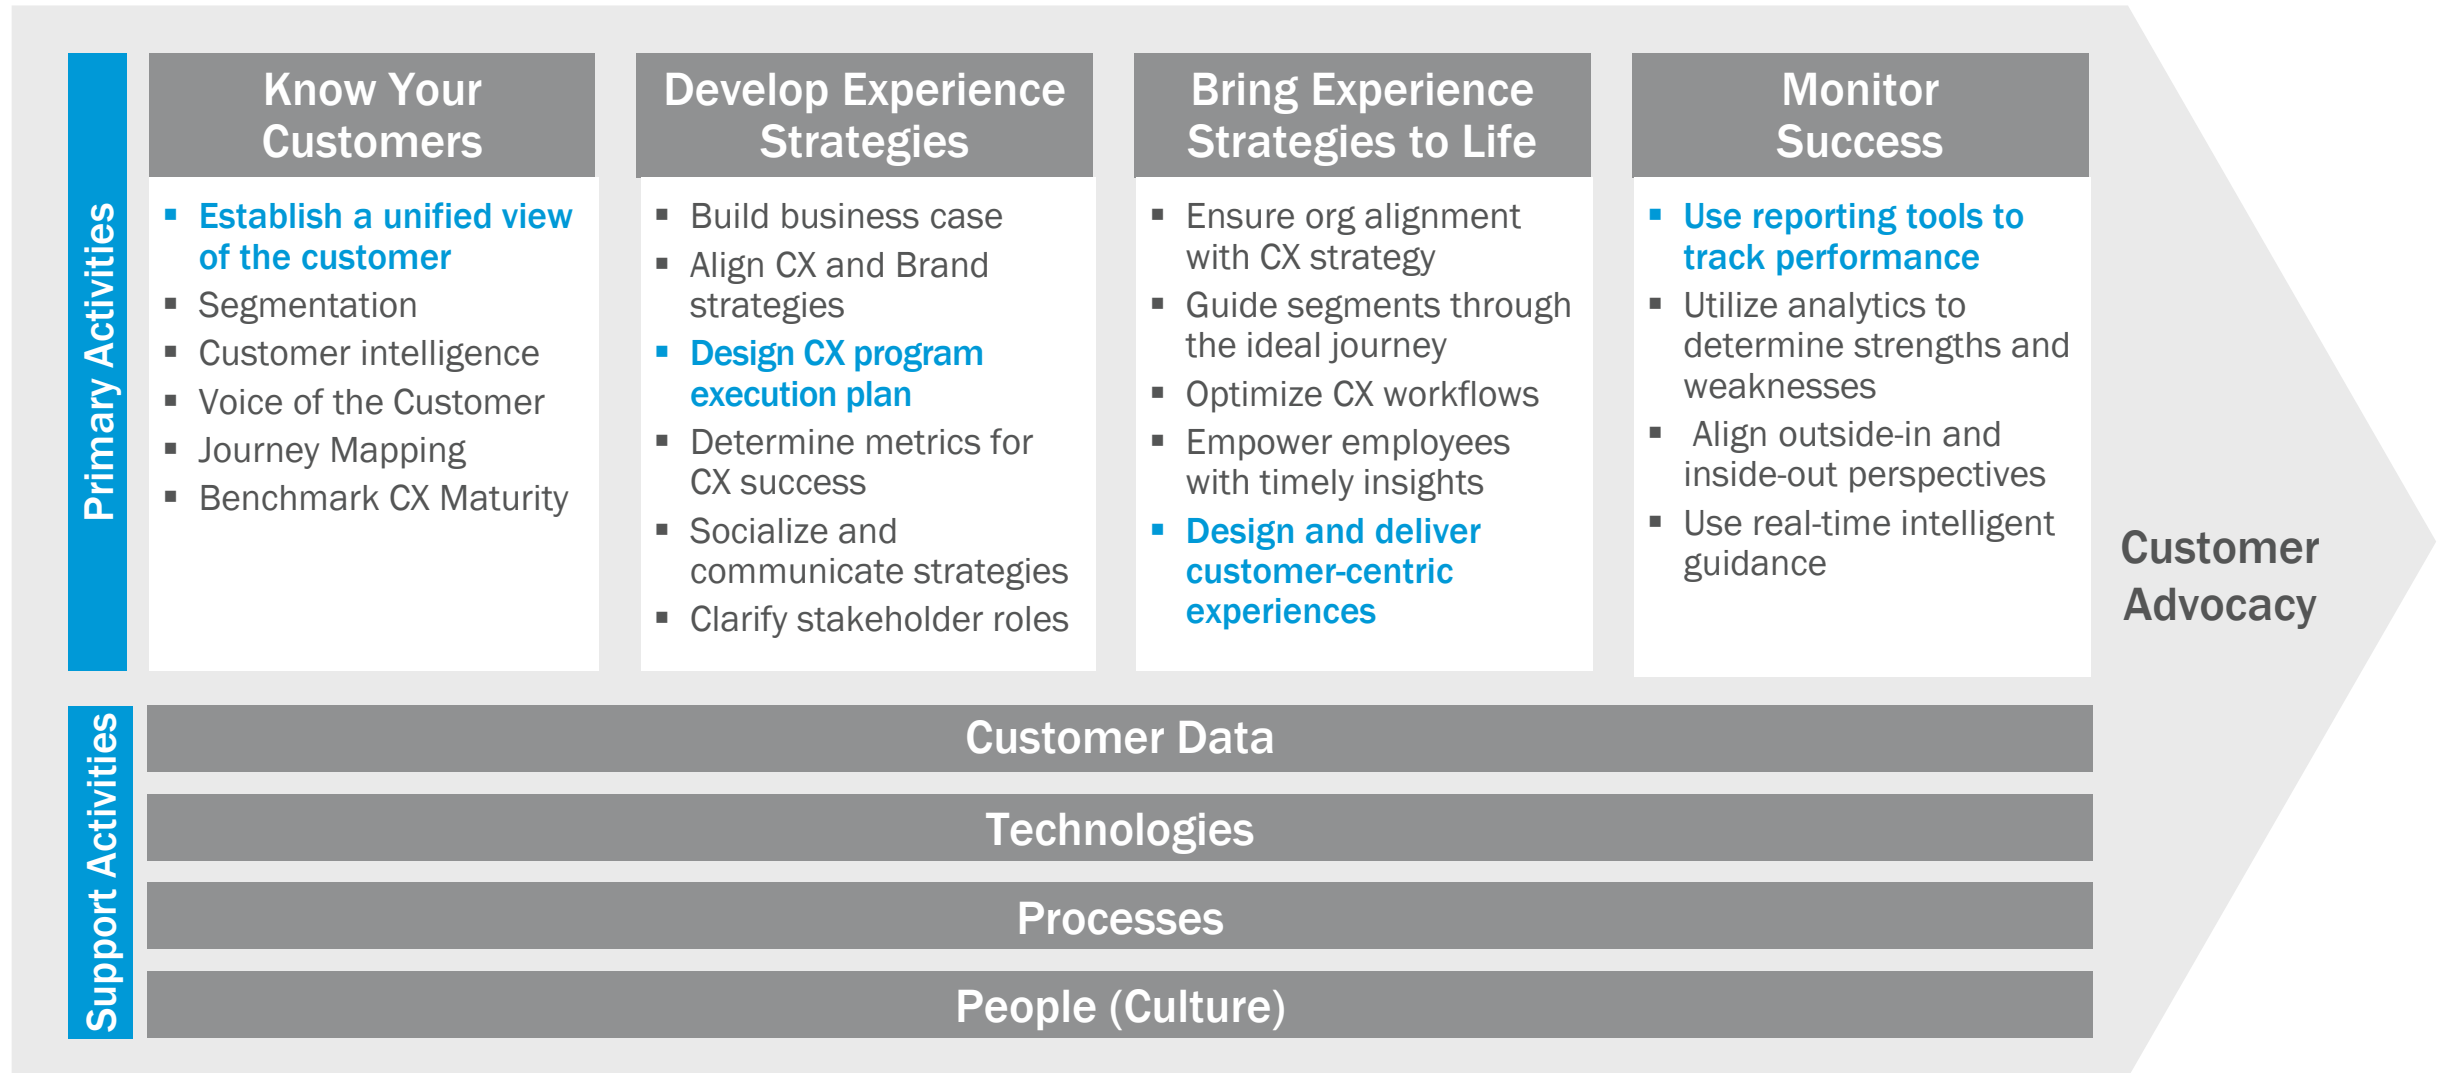 Primary Activities
Know Your
Customers
Establish a unified view
of the customer
Segmentation
Customer intelligence
Voice of the Customer
Journey Mapping
Benchmark CX Maturity
Develop Experience
Strategies
Build business case
Align CX and Brand
strategies
Design CX program
execution plan
Determine metrics for
CX success
Socialize and
communicate strategies
Clarify stakeholder roles
Bring Experience
Strategies to Life
Ensure org alignment
with CX strategy
Guide segments through
the ideal journey
Optimize CX workflows
Empower employees
with timely insights
Design and deliver
customer-centric
experiences
Monitor
Success
Use reporting tools to
track performance
Utilize analytics to
determine strengths and
weaknesses
Align outside-in and
inside-out perspectives
Use real-time intelligent
guidance
Customer
Advocacy
Support Activities
Customer Data
Technologies
Processes
People (Culture)